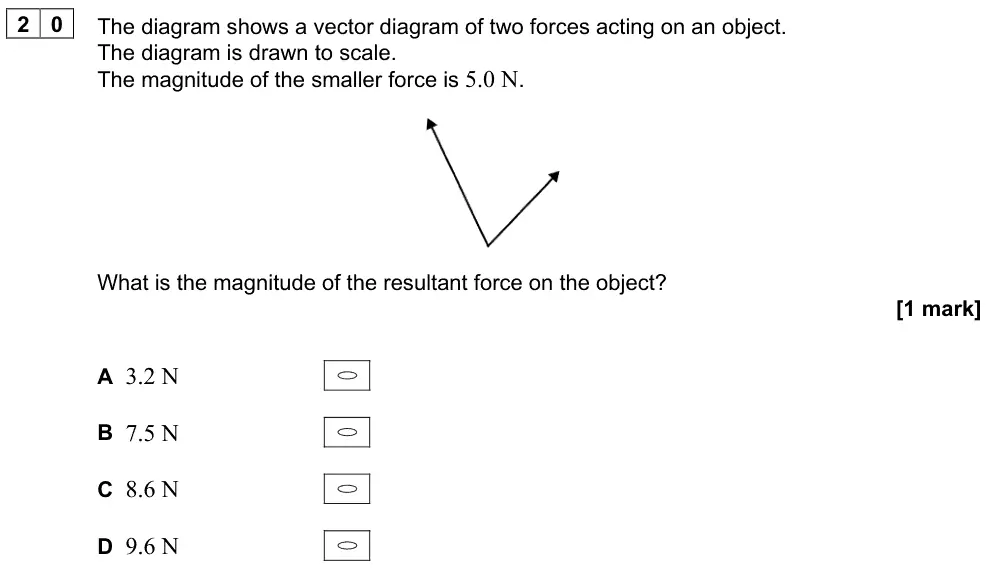 2 0 The diagram shows a vector diagram of two forces acting on an object.
The diagram is drawn to scale.
The magnitude of the smaller force is 5.0 N.
What is the magnitude of the resultant force on the object?
[1 mark]
A 3.2 N
B 7.5 N
C 8.6 N
D 9.6 N